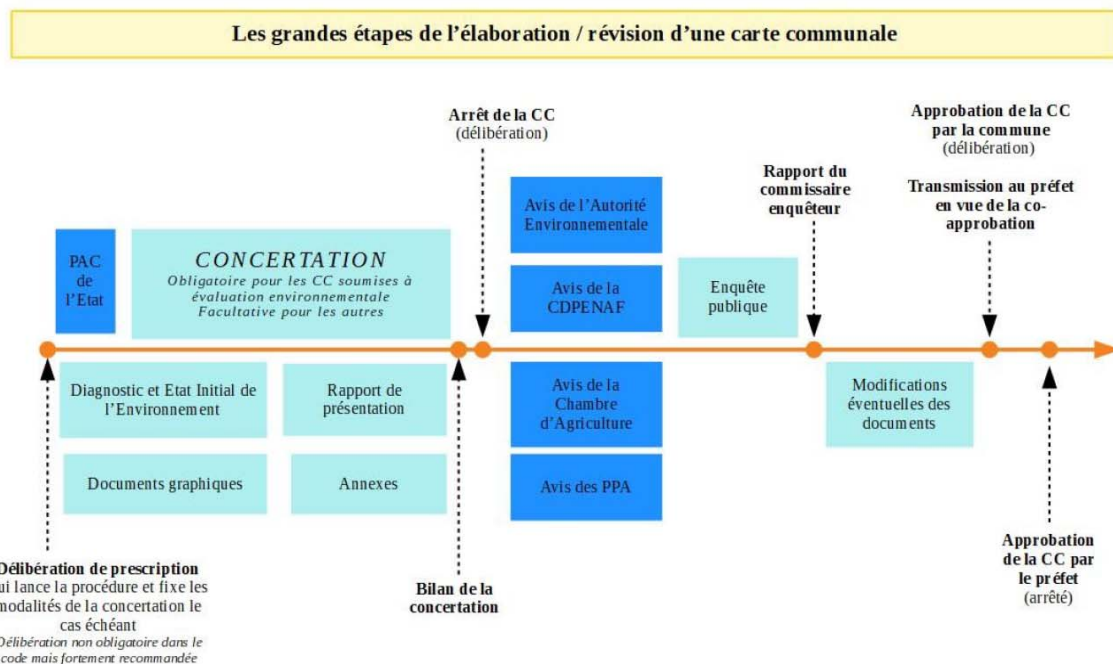 Les grandes étapes de l'élaboration / révision d'une carte communale
Arrêt de la CC
(délibération)
Approbation de la CC
par la commune
(délibération)
Transmission au préfet
en vue de la co-
approbation
Rapport du
commissaire
enquêteur
PAC
de
l'Etat
CONCERTATION
Obligatoire pour les CC soumises à
évaluation environnementale
Facultative pour les autres
Avis de l'Autorité
Environnementale
Avis de la
CDPENAF
Enquête
publique
Diagnostic et Etat Initial de
l'Environnement
Rapport de
présentation
Avis de la
Chambre
d'Agriculture
Modifications
éventuelles des
documents
Documents graphiques
Annexes
Avis des PPA
Délibération de prescription
ui lance la procédure et fixe les
modalités de la concertation le
cas échéant
Délibération non obligatoire dans le
code mais fortement recommandée
Bilan de la
concertation
Approbation
de la CC par
le préfet
(arrêté)